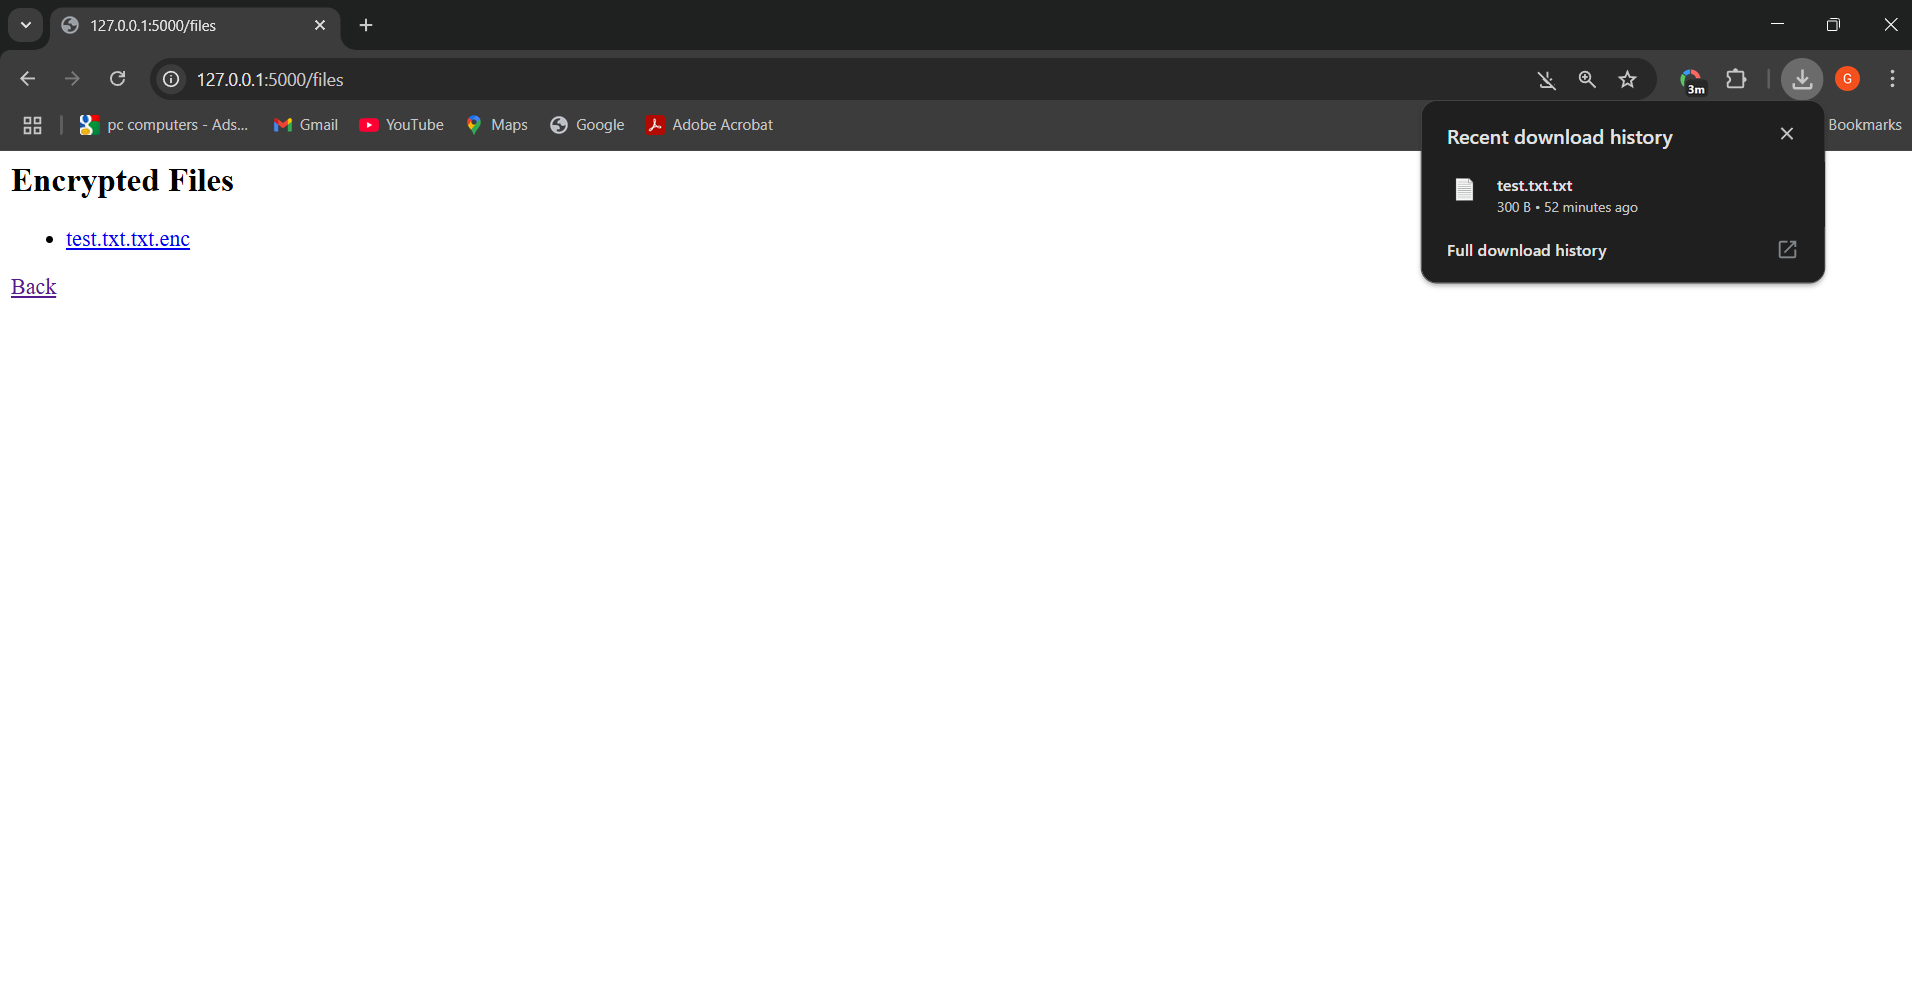 127.0.0.1:5000/files
127.0.0.1:5000/files
3m
G
pc computers - Ads...
Gmail
YouTube
Maps
Google
Adobe Acrobat
Bookmarks
Recent download history
test.txt.txt
300 B • 52 minutes ago
Full download history
Encrypted Files
test.txt.txt.enc
Back